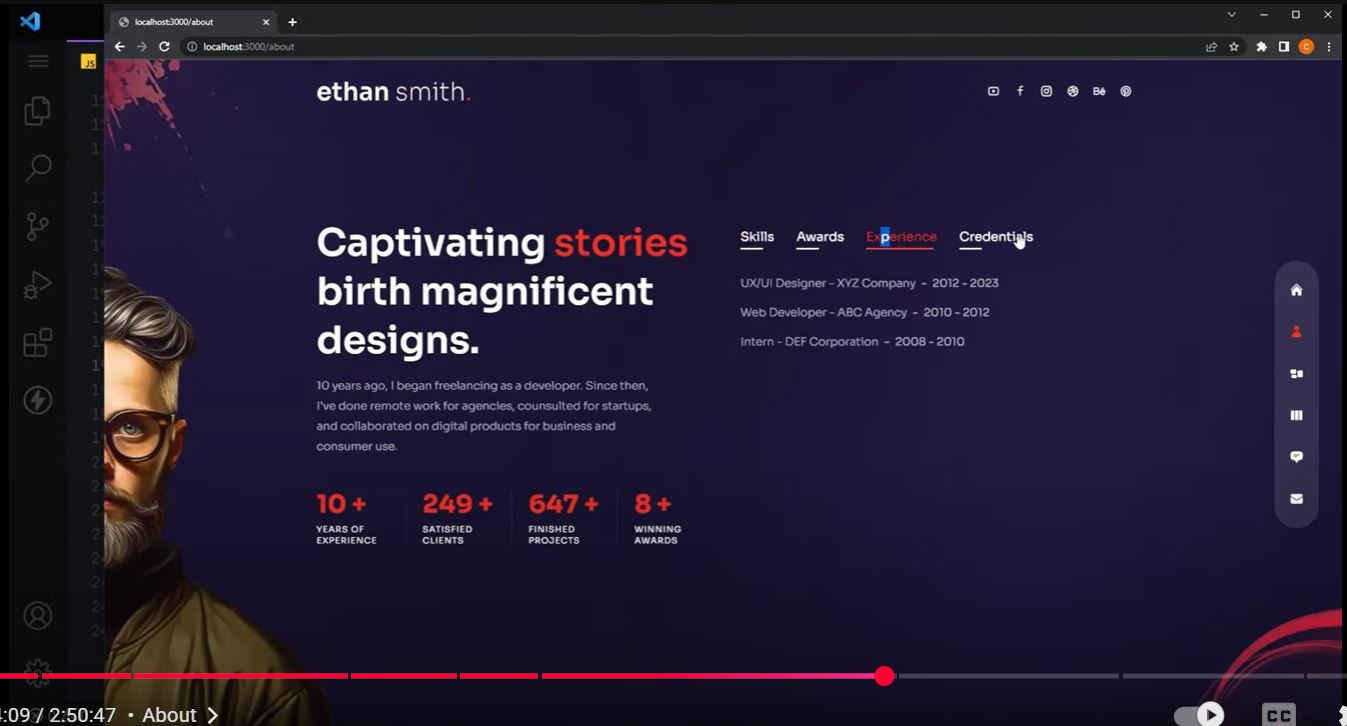 localhost:3000/about
localhost:3000/about
C
JS
ethan smith.
Bē
Captivating stories
birth magnificent
designs.
10 years ago, I began freelancing as a developer. Since then,
I've done remote work for agencies, counsulted for startups,
and collaborated on digital products for business and
consumer use.
10 +
YEARS OF
EXPERIENCE
249 +
SATISFIED
CLIENTS
647 +
FINISHED
PROJECTS
8 +
WINNING
AWARDS
Skills Awards Experience Credentials
UX/UI Designer - XYZ Company - 2012 - 2023
Web Developer - ABC Agency - 2010 - 2012
Intern - DEF Corporation - 2008 - 2010
:09 / 2:50:47 • About
CC